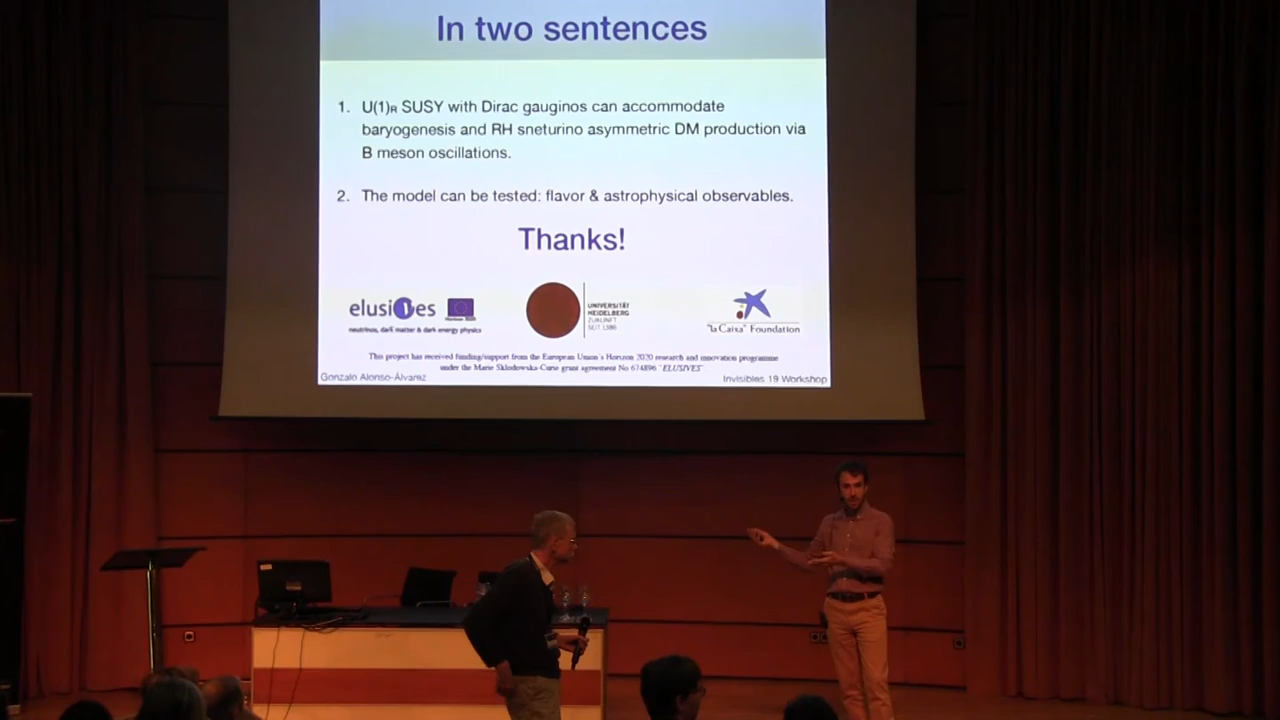 In two sentences
1. U(1)R SUSY with Dirac gauginos can accommodate
baryogenesis and RH sneturino asymmetric DM production via
B meson oscillations.
2. The model can be tested: flavor & astrophysical observables.
Thanks!
elusi es
neutrinos, dark matter & dark energy physics
UNIVERSITÄT
HEIDELBERG
ZUKUNFT
SEIT 1386
"la Caixa" Foundation
This project has received funding/support from the European Union's Horizon 2020 research and innovation programme
under the Marie Sklodowska-Curie grant agreement No 674896 "ELUSIVES"
Gonzalo Alonso-Álvarez
Invisibles 19 Workshop